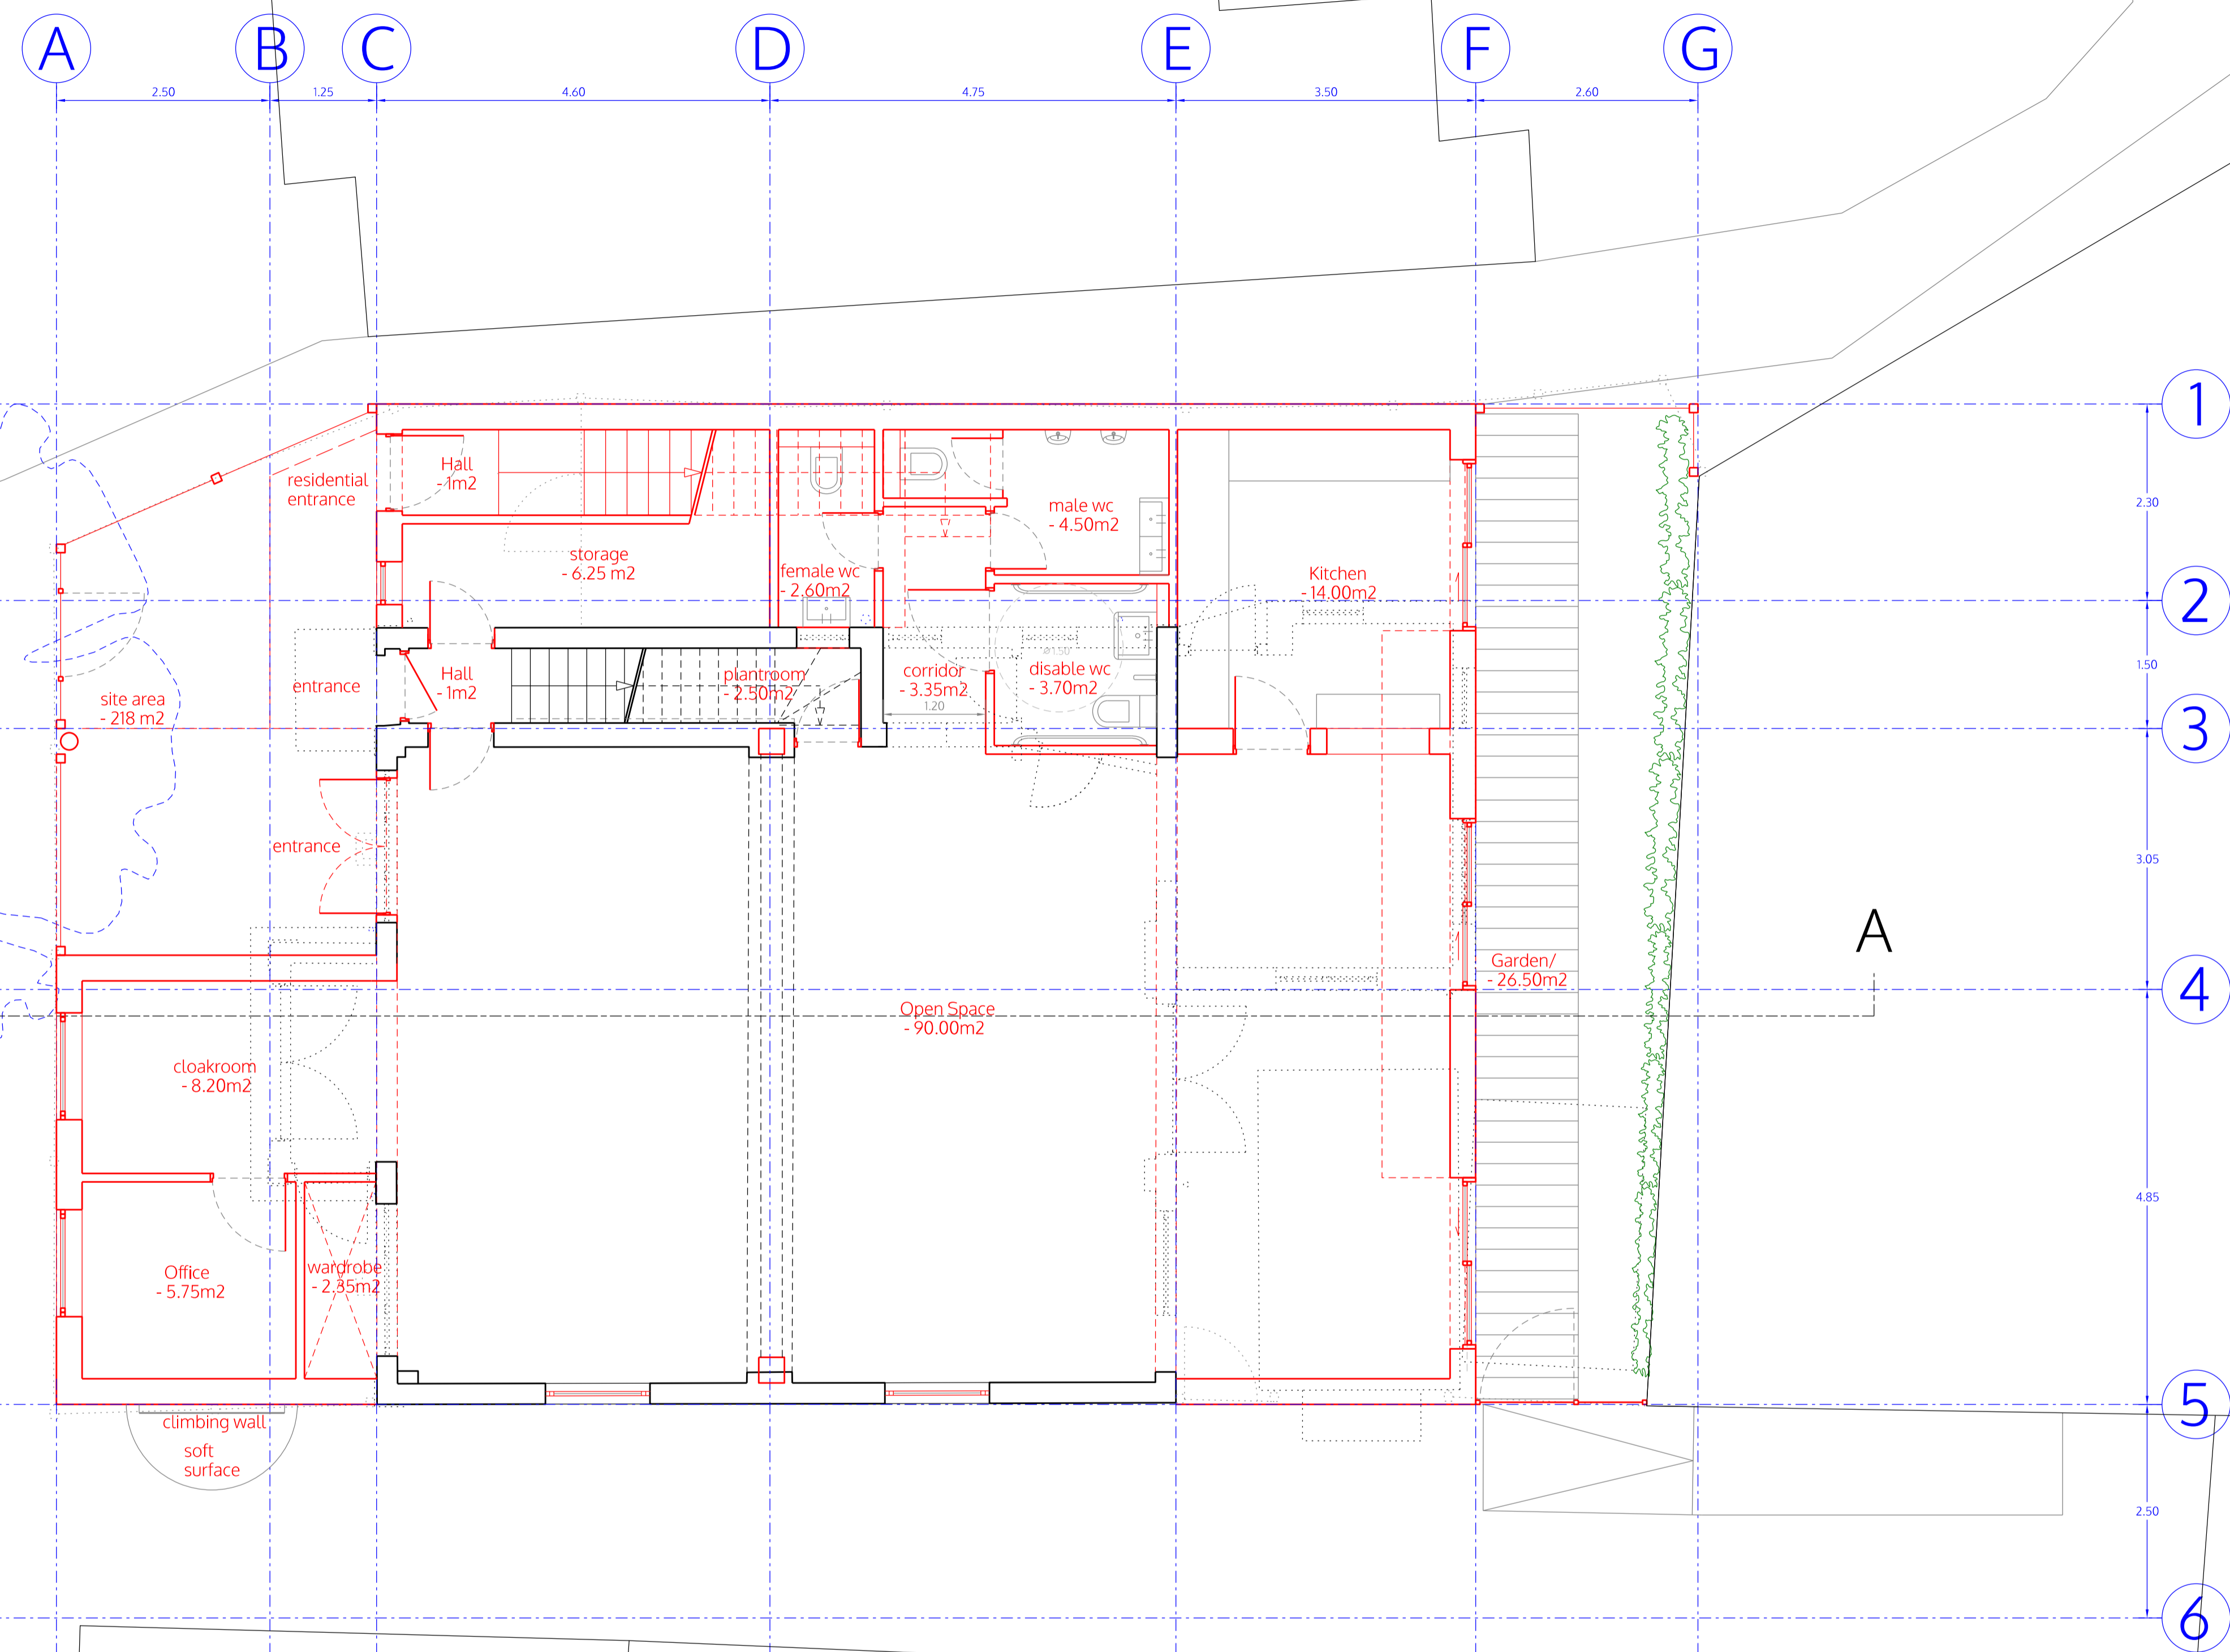 A B C D E F G
2.50 1.25 4.60 4.75 3.50 2.60
1
Hall
- 1m2
residential
entrance
2.30
male wc
- 4.50m2
storage
- 6.25 m2
female wc
- 2.60m2
Kitchen
- 14.00m2
2
ø1.50
1.50
Hall
- 1m2
plantroom
- 2.50m2
corridor
- 3.35m2
1.20
disable wc
- 3.70m2
entrance
site area
- 218 m2
3
entrance
3.05
A
Garden/
- 26.50m2
4
Open Space
- 90.00m2
cloakroom
- 8.20m2
4.85
Office
- 5.75m2
wardrobe
- 2.35m2
5
climbing wall
soft
surface
2.50
6